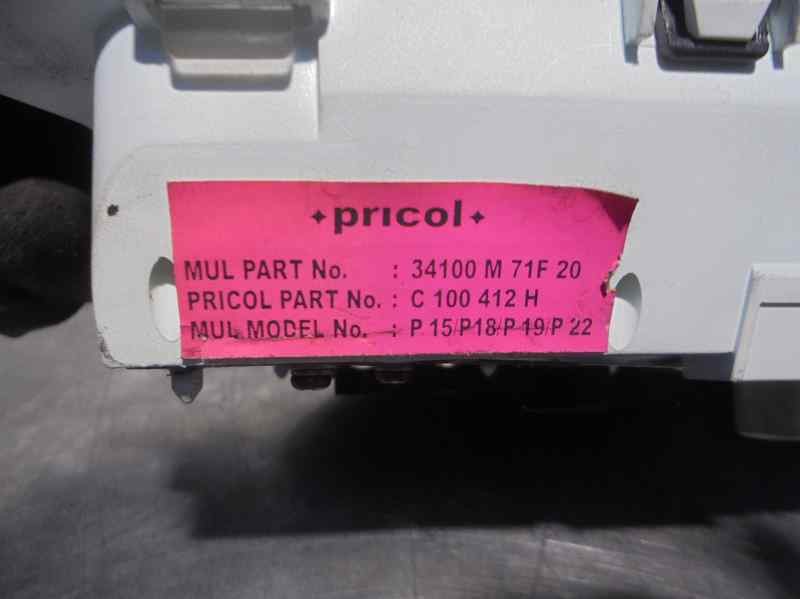 pricol
MUL PART No. : 34100 M 71F 20
PRICOL PART No. : C 100 412 H
MUL MODEL No. : P 15/P18/P 19/P 22